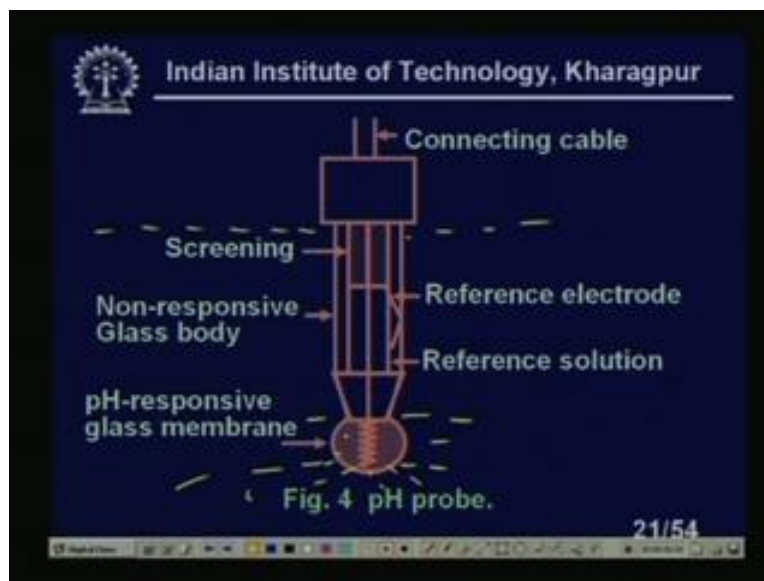 Indian Institute of Technology, Kharagpur
Connecting cable
Screening
Non-responsive
Glass body
Reference electrode
Reference solution
pH-responsive
glass membrane
Fig. 4 pH probe.
21/54